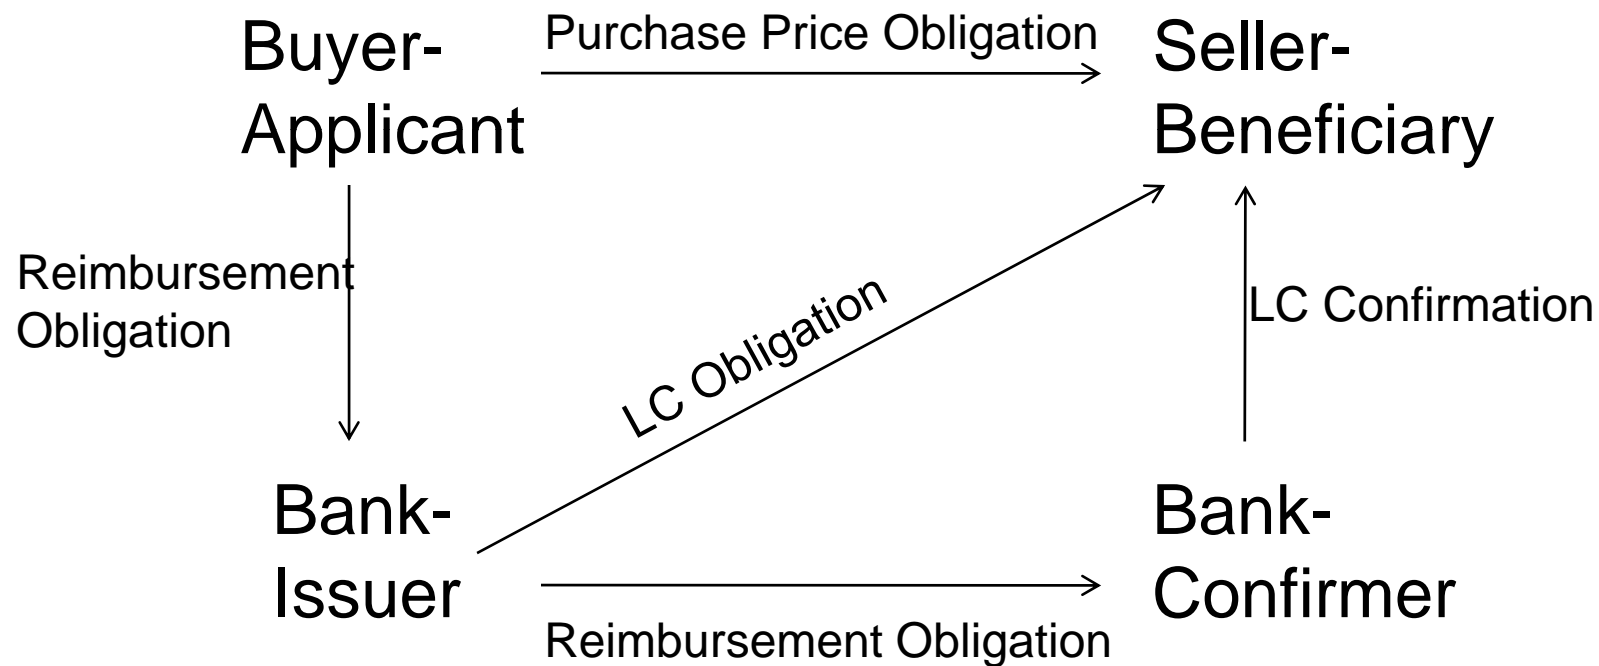 Buyer-
Applicant
Purchase Price Obligation
Seller-
Beneficiary
Reimbursement
Obligation
LC Obligation
LC Confirmation
Bank-
Issuer
Reimbursement Obligation
Bank-
Confirmer